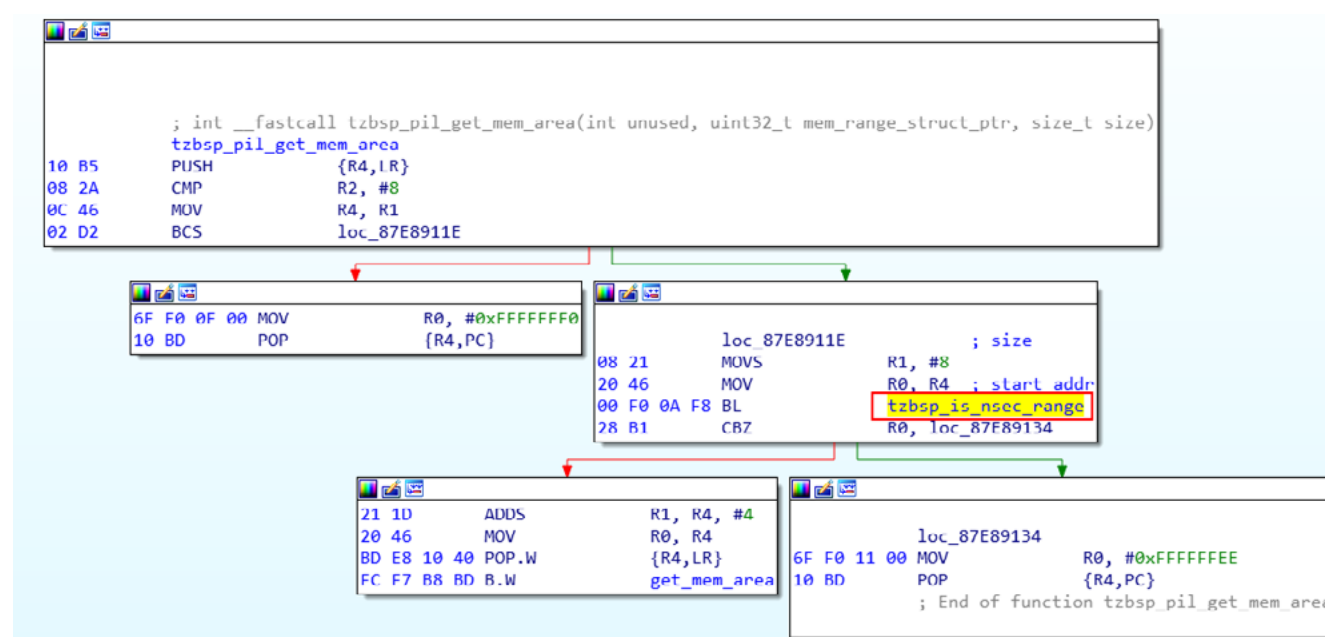 ; int __fastcall tzbsp_pil_get_mem_area(int unused, uint32_t mem_range_struct_ptr, size_t size)
tzbsp_pil_get_mem_area
10 B5 PUSH {R4,LR}
08 2A CMP R2, #8
0C 46 MOV R4, R1
02 D2 BCS loc_87E8911E
6F F0 0F 00 MOV R0, #0xFFFFFFF0
10 BD POP {R4,PC}
loc_87E8911E ; size
08 21 MOVS R1, #8
20 46 MOV R0, R4 ; start addr
00 F0 0A F8 BL tzbsp_is_nsec_range
28 B1 CBZ R0, loc_87E89134
21 1D ADDS R1, R4, #4
20 46 MOV R0, R4
BD E8 10 40 POP.W {R4,LR}
FC F7 B8 BD B.W get_mem_area
loc_87E89134
6F F0 11 00 MOV R0, #0xFFFFFFEE
10 BD POP {R4,PC}
; End of function tzbsp_pil_get_mem_area